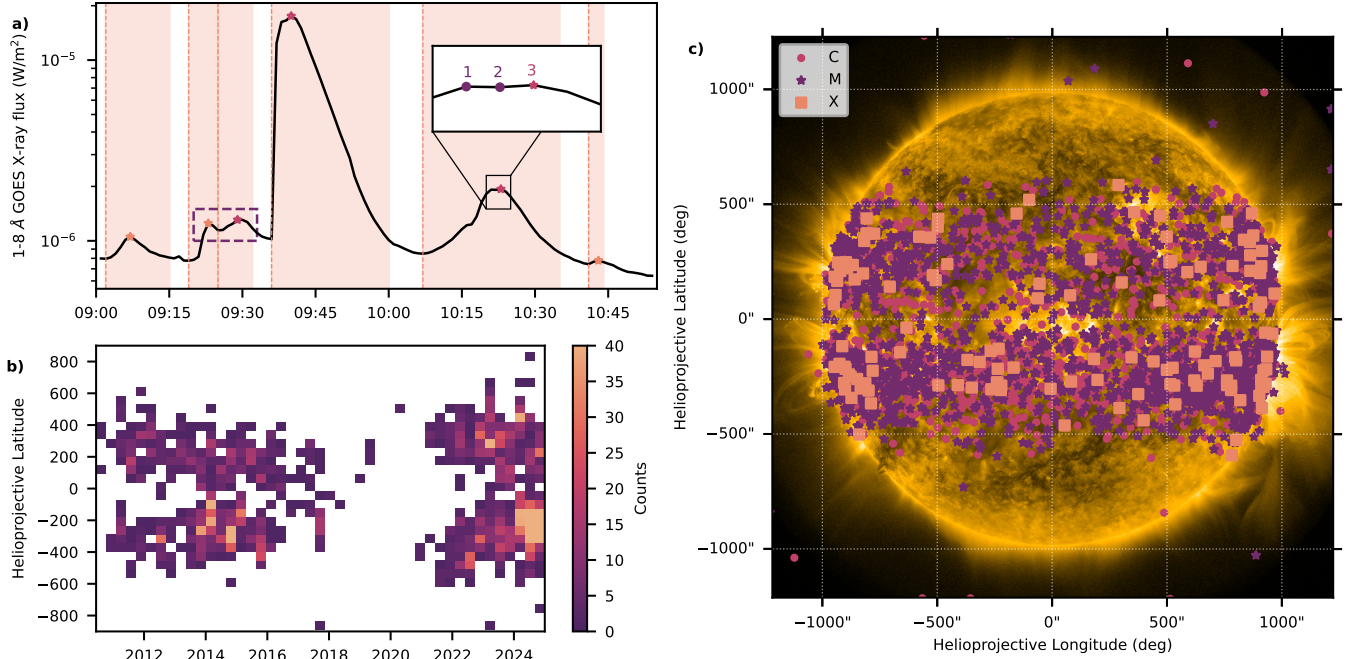 a)
1-8 Å GOES X-ray flux (W/m²)
10⁻⁵
10⁻⁶
1 2 3
09:00 09:15 09:30 09:45 10:00 10:15 10:30 10:45
b)
Helioprojective Latitude
800
600
400
200
0
−200
−400
−600
−800
2012 2014 2016 2018 2020 2022 2024
40
35
30
25
20
15
10
5
0
Counts
c)
C
M
X
Helioprojective Latitude (deg)
1000"
500"
0"
−500"
−1000"
−1000" −500" 0" 500" 1000"
Helioprojective Longitude (deg)